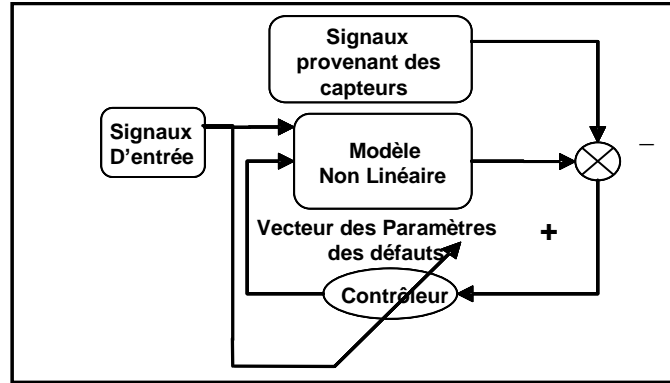 Signaux
provenant des
capteurs
Signaux
D'entrée
Modèle
Non Linéaire
–
Vecteur des Paramètres
des défauts
+
Contrôleur